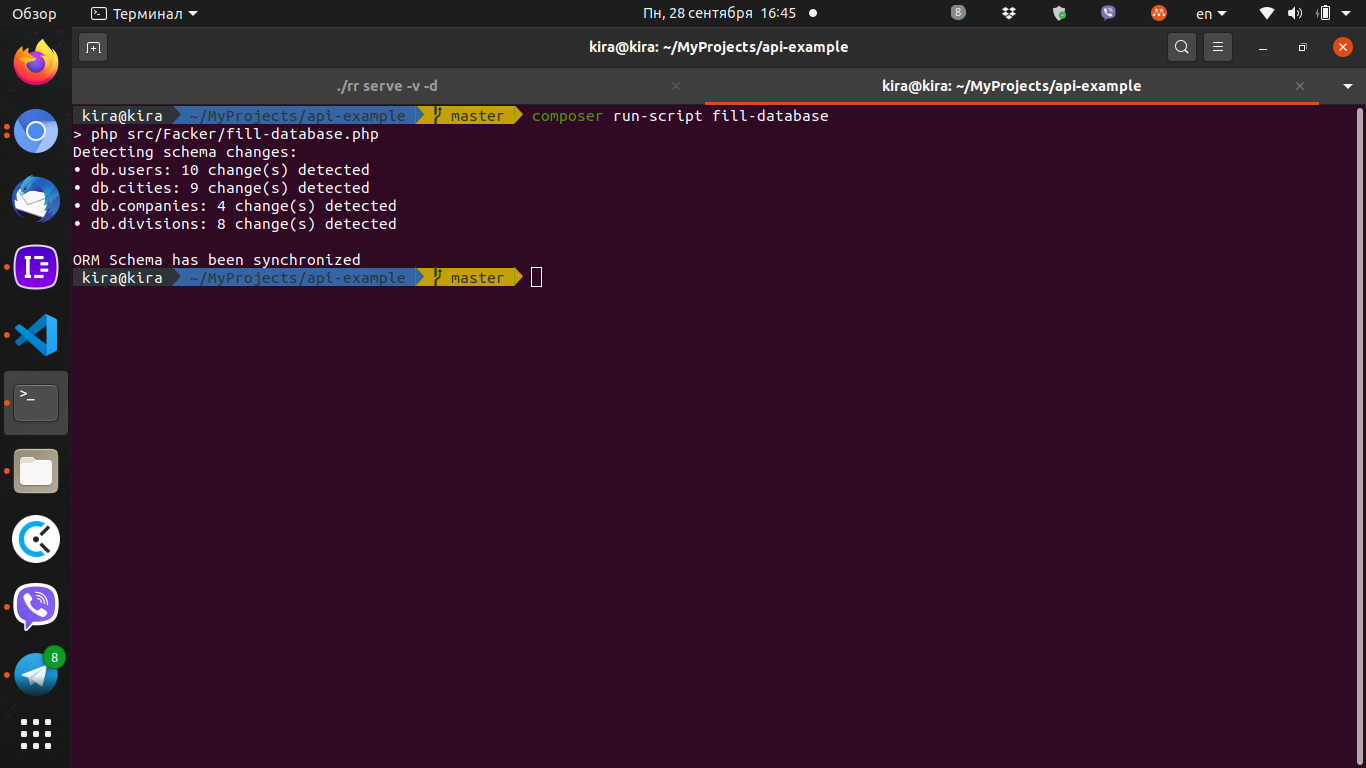 Обзор
Терминал
Пн, 28 сентября 16:45
8
en
kira@kira: ~/MyProjects/api-example
./rr serve -v -d
kira@kira: ~/MyProjects/api-example
kira@kira ~/MyProjects/api-example master composer run-script fill-database
> php src/Facker/fill-database.php
Detecting schema changes:
• db.users: 10 change(s) detected
• db.cities: 9 change(s) detected
• db.companies: 4 change(s) detected
• db.divisions: 8 change(s) detected
ORM Schema has been synchronized
kira@kira ~/MyProjects/api-example master
>_
8